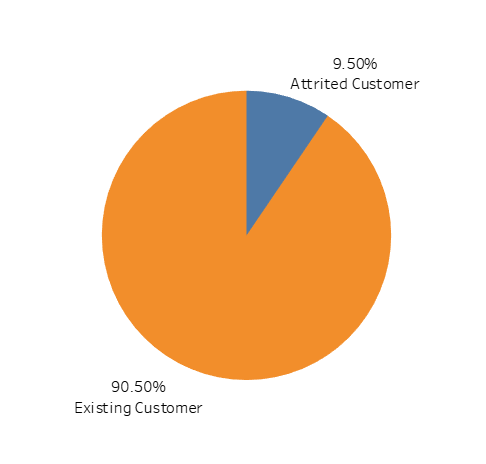 9.50%
Attrited Customer
90.50%
Existing Customer